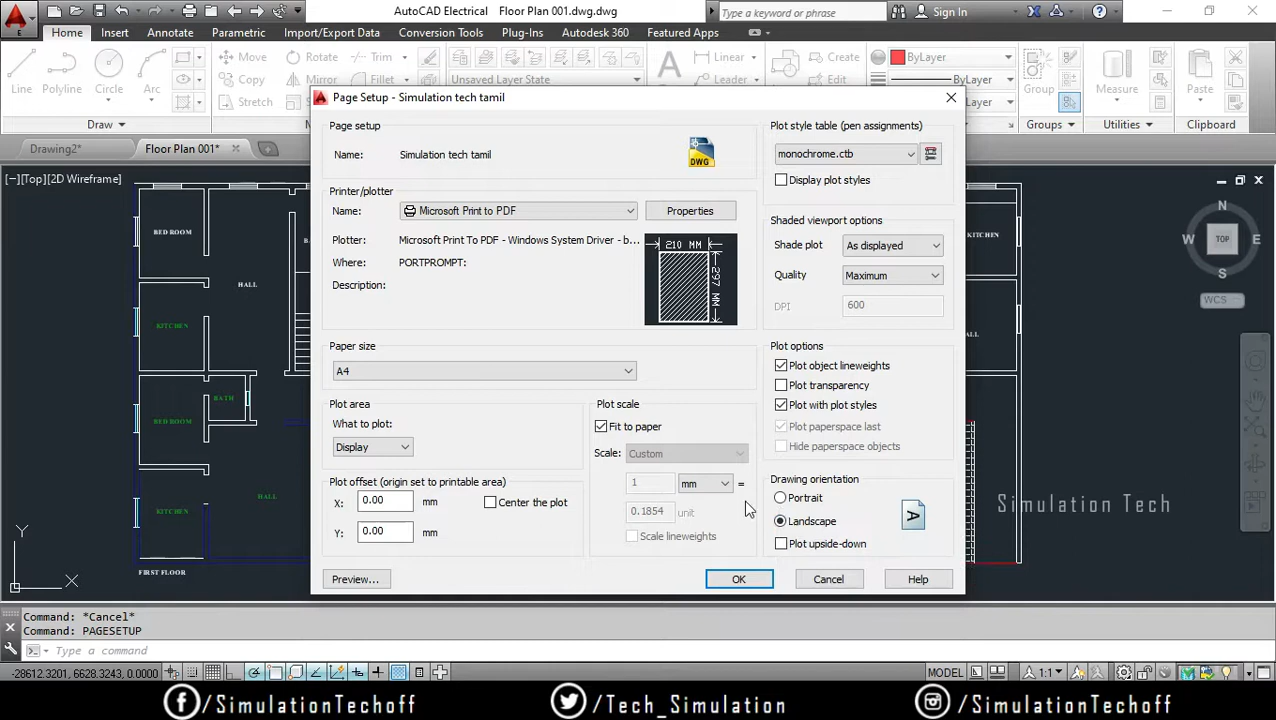 AutoCAD Electrical Floor Plan 001.dwg.dwg
Type a keyword or phrase
Sign In
Home Insert Annotate Parametric Import/Export Data Conversion Tools Plug-Ins Autodesk 360 Featured Apps
Line Polyline Circle Arc
Move Rotate Trim
Copy Mirror Fillet
Stretch
Draw
Unsaved Layer State
Linear
Leader
Create
ByLayer
ByLayer
Group
Groups
Measure
Utilities
Paste
Drawing2* Floor Plan 001*
[−][Top][2D Wireframe]
Page Setup - Simulation tech tamil
Page setup
Name: Simulation tech tamil
DWG
Printer/plotter
Name: Microsoft Print to PDF Properties
Plotter: Microsoft Print To PDF - Windows System Driver - b...
Where: PORTPROMPT:
Description:
210 MM
297 MM
Paper size
A4
Plot area
What to plot:
Display
Plot offset (origin set to printable area)
X: 0.00 mm Center the plot
Y: 0.00 mm
Plot scale
Fit to paper
Scale: Custom
1 mm =
0.1854 unit
Scale lineweights
Plot style table (pen assignments)
monochrome.ctb
Display plot styles
Shaded viewport options
Shade plot As displayed
Quality Maximum
DPI 600
Plot options
Plot object lineweights
Plot transparency
Plot with plot styles
Plot paperspace last
Hide paperspace objects
Drawing orientation
Portrait
Landscape
Plot upside-down
A
Preview... OK Cancel Help
BED ROOM
HALL
KITCHEN
BATH
BED ROOM
HALL
KITCHEN
FIRST FLOOR
KITCHEN
N
W TOP E
S
WCS
Y
X
Simulation Tech
Command: *Cancel*
Command: PAGESETUP
Type a command
-28612.3201, 6628.3243, 0.0000
MODEL
1:1
/SimulationTechoff /Tech_Simulation /SimulationTechoff